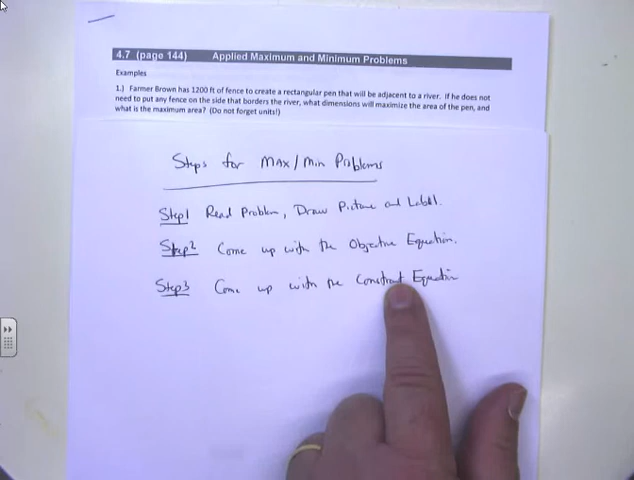 4.7 (page 144) Applied Maximum and Minimum Problems
Examples
1.) Farmer Brown has 1200 ft of fence to create a rectangular pen that will be adjacent to a river. If he does not
need to put any fence on the side that borders the river, what dimensions will maximize the area of the pen, and
what is the maximum area? (Do not forget units!)
Steps for MAX/Min Problems
Step1 Read Problem, Draw Picture and Label.
Step2 Come up with the Objective Equation.
Step3 Come up with the Constraint Equation